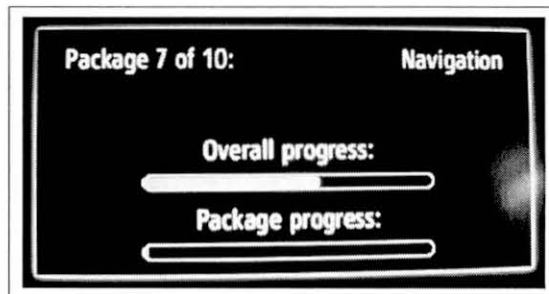 Package 7 of 10: Navigation
Overall progress:
Package progress: